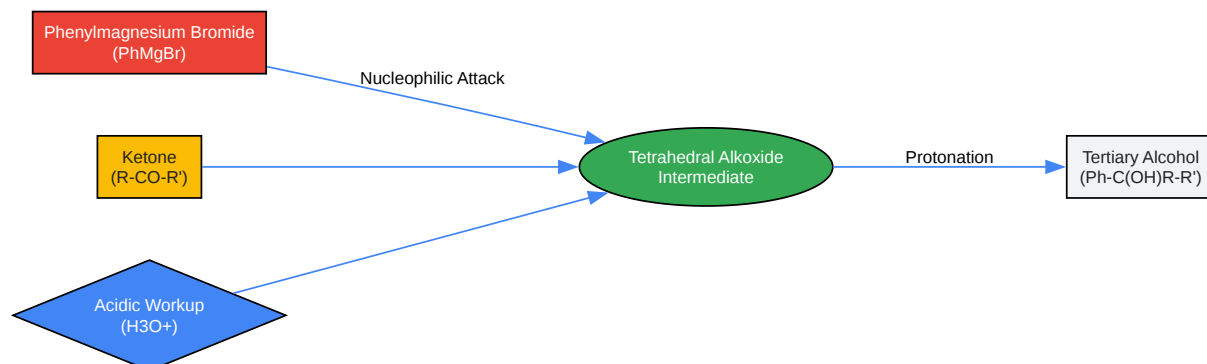 Phenylmagnesium Bromide
(PhMgBr)
Nucleophilic Attack
Ketone
(R-CO-R')
Tetrahedral Alkoxide
Intermediate
Protonation
Tertiary Alcohol
(Ph-C(OH)R-R')
Acidic Workup
(H3O+)